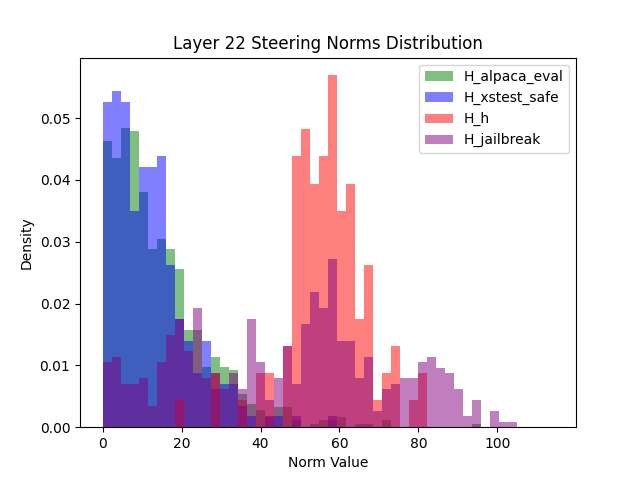 Layer 22 Steering Norms Distribution
H_alpaca_eval
H_xstest_safe
H_h
H_jailbreak
Density
0.05
0.04
0.03
0.02
0.01
0.00
0
20
40
60
80
100
Norm Value